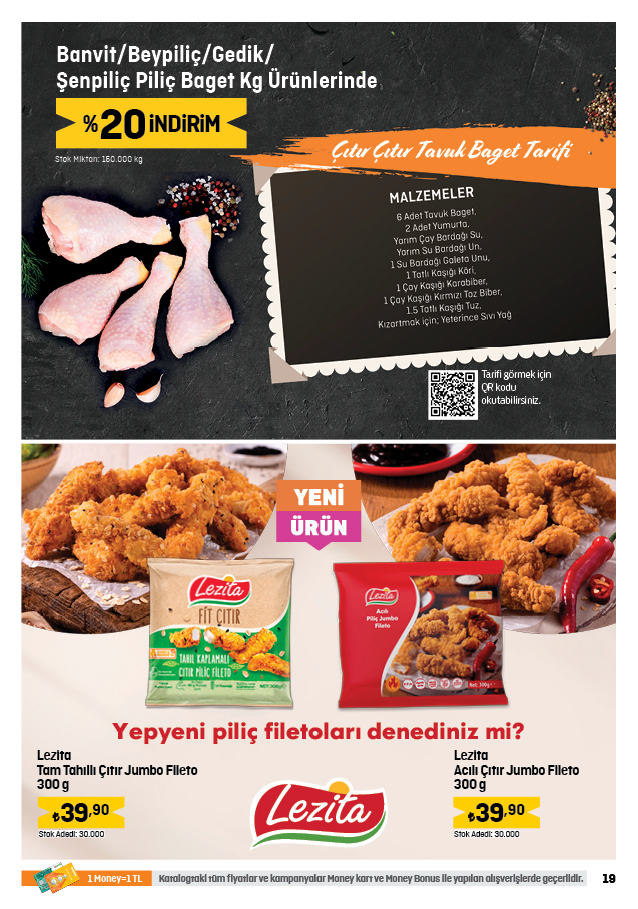 Banvit/Beypiliç/Gedik/
Şenpiliç Piliç Baget Kg Ürünlerinde
%20 İNDİRİM
Stok Miktarı: 160.000 kg
Çıtır Çıtır Tavuk Baget Tarifi
MALZEMELER
6 Adet Tavuk Baget,
2 Adet Yumurta,
Yarım Çay Bardağı Su,
Yarım Su Bardağı Un,
1 Su Bardağı Galeta Unu,
1 Tatlı Kaşığı Köri,
1 Çay Kaşığı Karabiber,
1 Çay Kaşığı Kırmızı Toz Biber,
1.5 Tatlı Kaşığı Tuz,
Kızartmak için; Yeterince Sıvı Yağ
Tarifi görmek için
QR kodu
okutabilirsiniz.
YENİ
ÜRÜN
Lezita
FİT ÇITIR
TAHIL KAPLAMALI
ÇITIR PİLİÇ FİLETO
NET: 300g
Lezita
Acılı
Piliç Jumbo
Fileto
Net: 300g
Yepyeni piliç filetoları denediniz mi?
Lezita
Tam Tahıllı Çıtır Jumbo Fileto
300 g
₺39,90
Stok Adedi: 30.000
Lezita
Lezita
Acılı Çıtır Jumbo Fileto
300 g
₺39,90
Stok Adedi: 30.000
1 Money=1 TL
Katalogtaki tüm fiyatlar ve kampanyalar Money kart ve Money Bonus ile yapılan alışverişlerde geçerlidir.
19